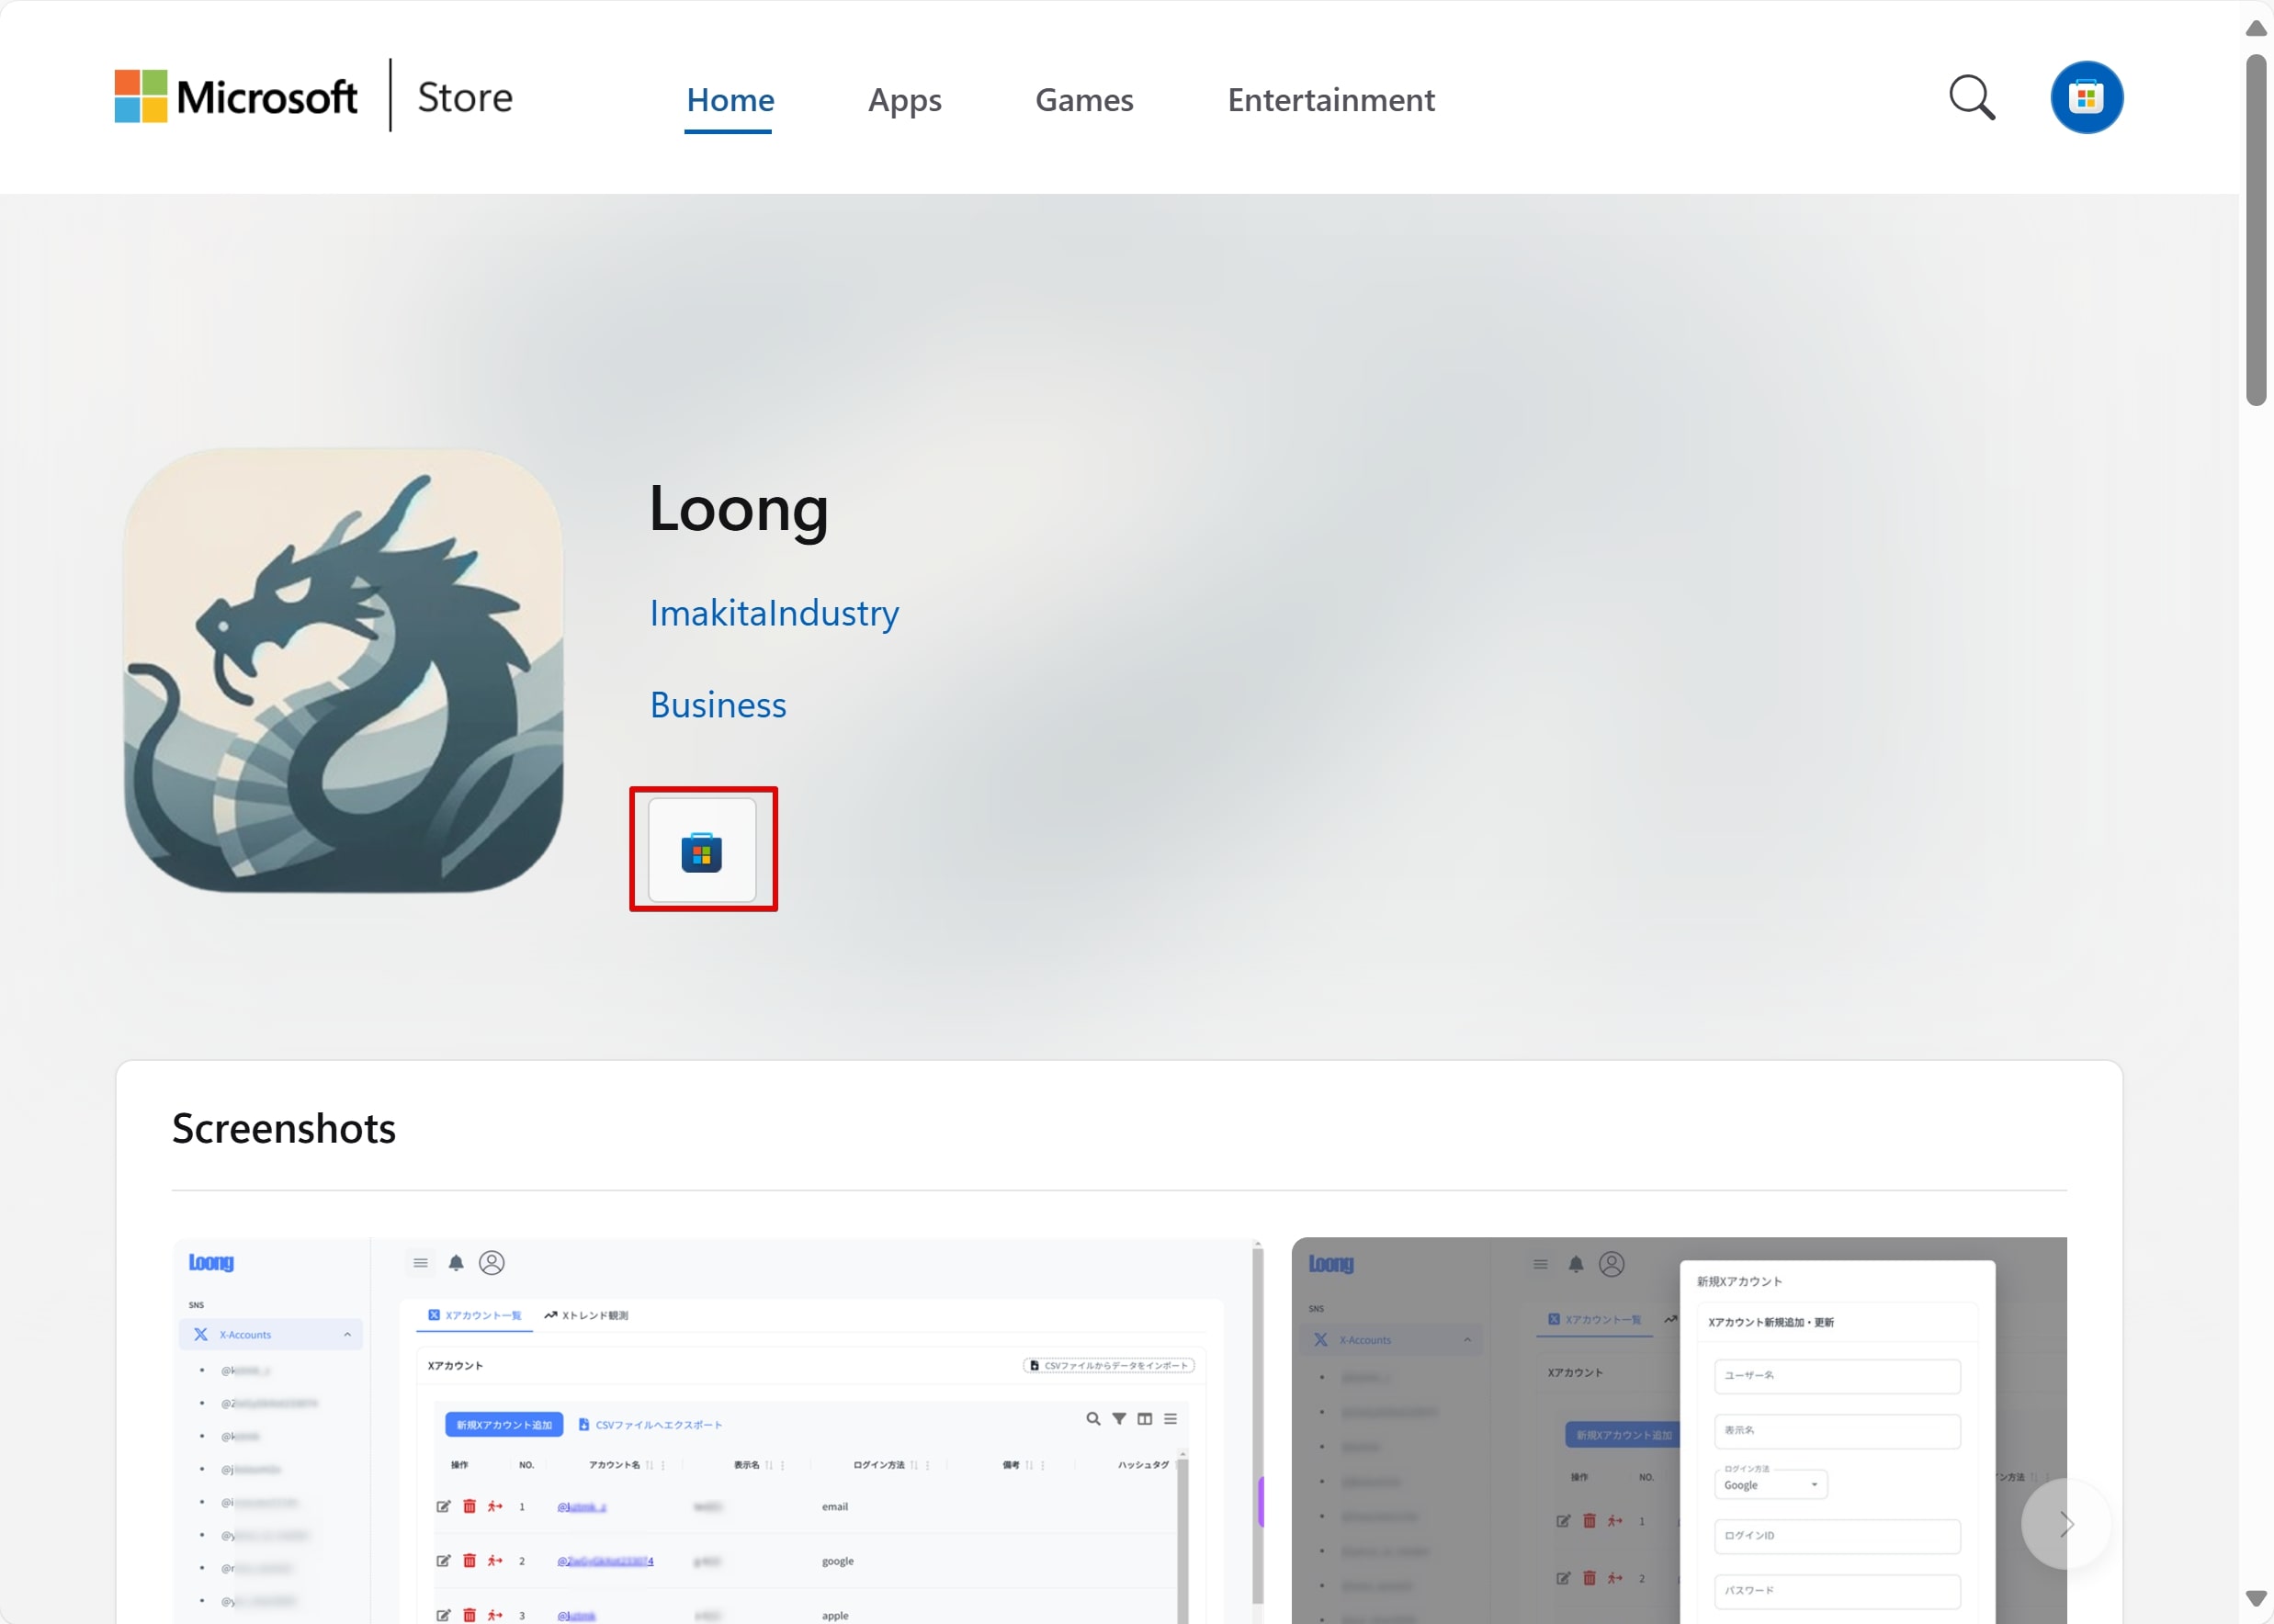 Microsoft | Store
Home
Apps
Games
Entertainment
Loong
ImakitaIndustry
Business
Screenshots
Loong
SNS
X-Accounts
Xアカウント一覧
Xトレンド観測
Xアカウント
CSVファイルからデータをインポート
新規Xアカウント追加
CSVファイルへエクスポート
操作 NO. アカウント名 表示名 ログイン方法 備考 ハッシュタグ
1 email
2 google
3 apple
Loong
SNS
X-Accounts
Xアカウント一覧
Xアカウント
新規Xアカウント追加
操作 NO.
ン方法
1
2
新規Xアカウント
Xアカウント新規追加・更新
ユーザー名
表示名
ログイン方法
Google
ログインID
パスワード